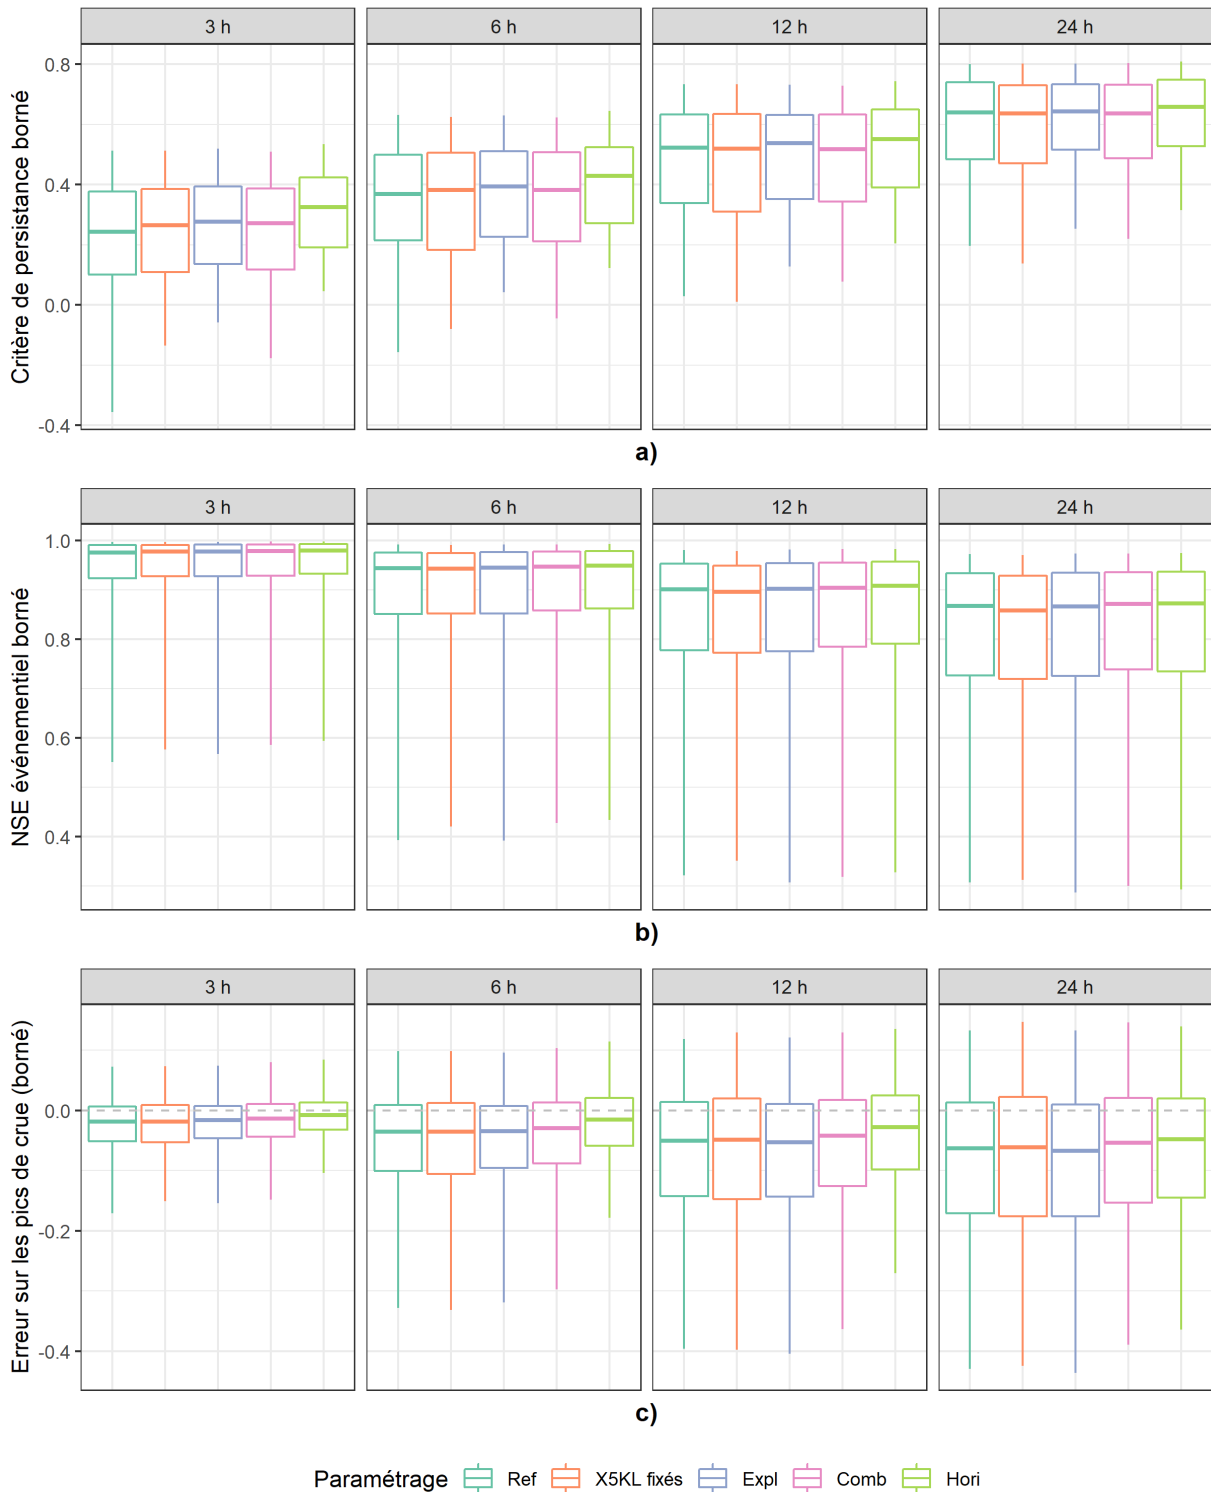 3 h 6 h 12 h 24 h
Critère de persistance borné
0.8
0.4
0.0
-0.4
a)
3 h 6 h 12 h 24 h
NSE événementiel borné
1.0
0.8
0.6
0.4
b)
3 h 6 h 12 h 24 h
Erreur sur les pics de crue (borné)
0.0
-0.2
-0.4
c)
Paramétrage Ref X5KL fixés Expl Comb Hori